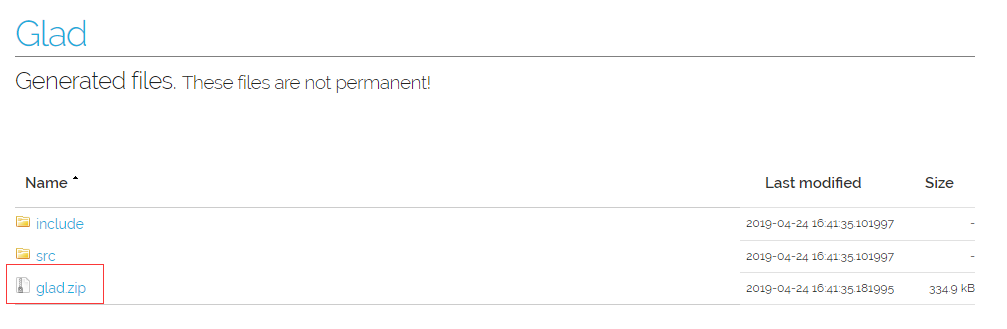 Glad
Generated files. These files are not permanent!
Name Last modified Size
include 2019-04-24 16:41:35.101997 -
src 2019-04-24 16:41:35.101997 -
glad.zip 2019-04-24 16:41:35.181995 334.9 kB